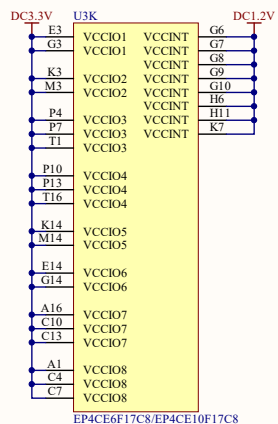 DC3.3V U3K DC1.2V
E3 VCCIO1 VCCINT G6
G3 VCCIO1 VCCINT G7
VCCINT G8
K3 VCCIO2 VCCINT G9
M3 VCCIO2 VCCINT G10
VCCINT H6
P4 VCCIO3 VCCINT H11
P7 VCCIO3 VCCINT K7
T1 VCCIO3
P10 VCCIO4
P13 VCCIO4
T16 VCCIO4
K14 VCCIO5
M14 VCCIO5
E14 VCCIO6
G14 VCCIO6
A16 VCCIO7
C10 VCCIO7
C13 VCCIO7
A1 VCCIO8
C4 VCCIO8
C7 VCCIO8
EP4CE6F17C8/EP4CE10F17C8